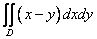 ∬_D (x − y) dxdy